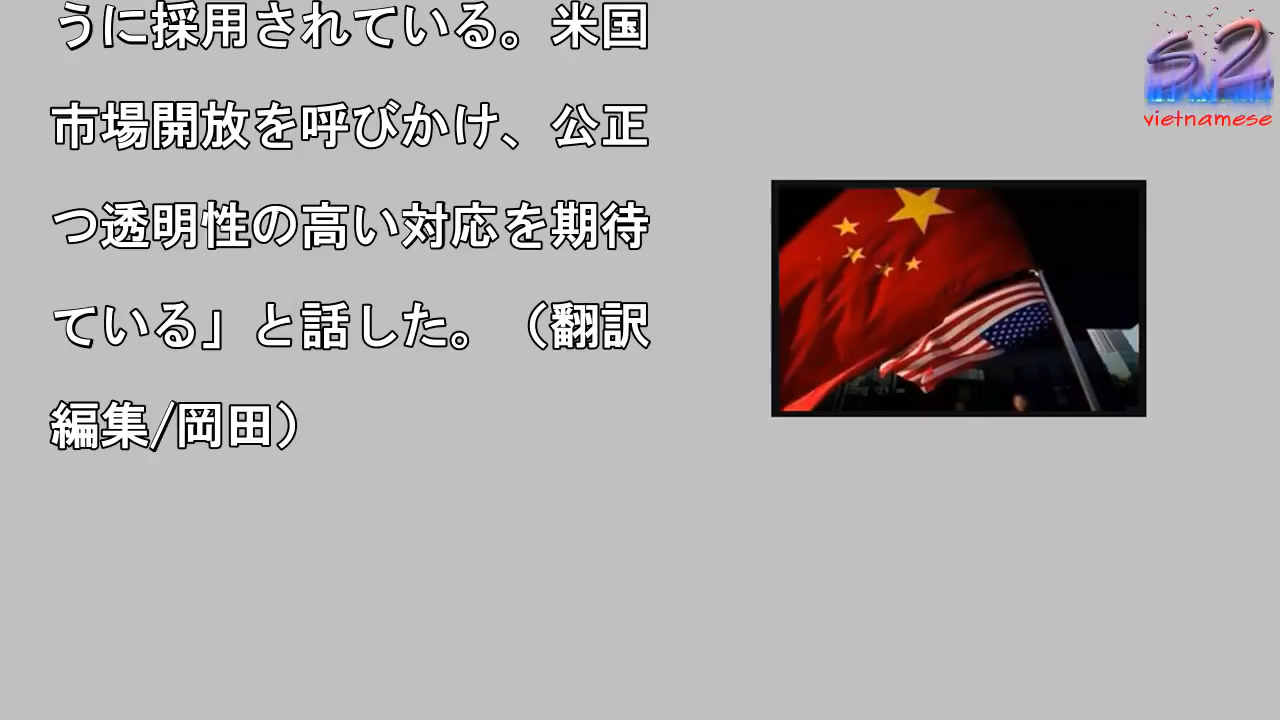 うに採用されている。米国
市場開放を呼びかけ、公正
つ透明性の高い対応を期待
ている」と話した。（翻訳
編集/岡田）
S2
vietnamese